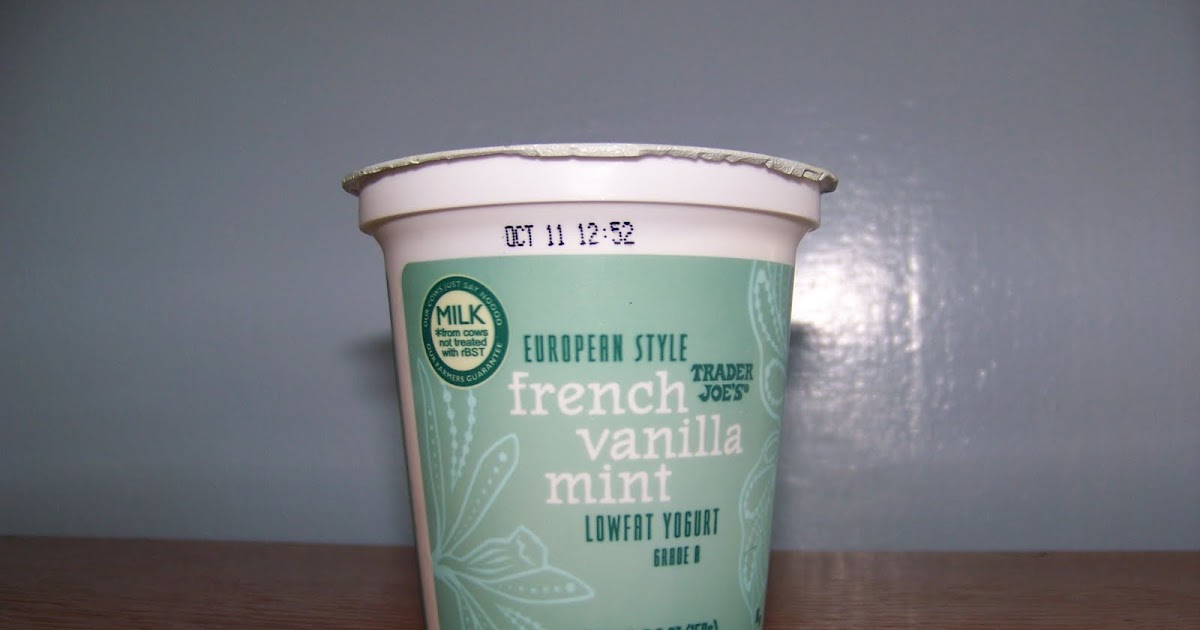 OCT 11 12:52
OUR COWS JUST SAY NOOOO
MILK
*from cows
not treated
with rBST
OUR FARMERS GUARANTEE
EUROPEAN STYLE
TRADER
JOE'S®
french
vanilla
mint
LOWFAT YOGURT
GRADE A